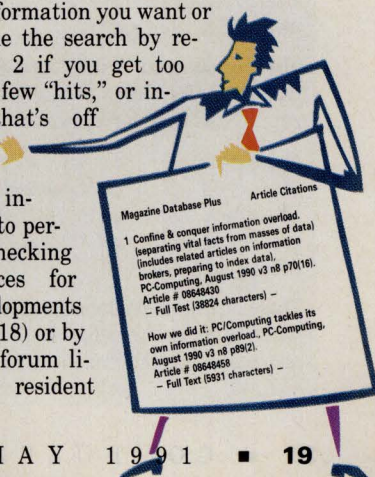 formation you want or
e the search by re-
2 if you get too
few “hits,” or in-
that's off
in-
to per-
hecking
ces for
lopments
18) or by
forum li-
resident
Magazine Database Plus Article Citations
1 Confine & conquer information overload.
(separating vital facts from masses of data)
(includes related articles on information
brokers, preparing to index data),
PC-Computing, August 1990 v3 n8 p70(16).
Article # 08648430
– Full Test (38824 characters) –
How we did it: PC/Computing tackles its
own information overload., PC-Computing,
August 1990 v3 n8 p89(2).
Article # 08648458
– Full Text (5931 characters) –
M A Y 1 9 9 1 ■ 19